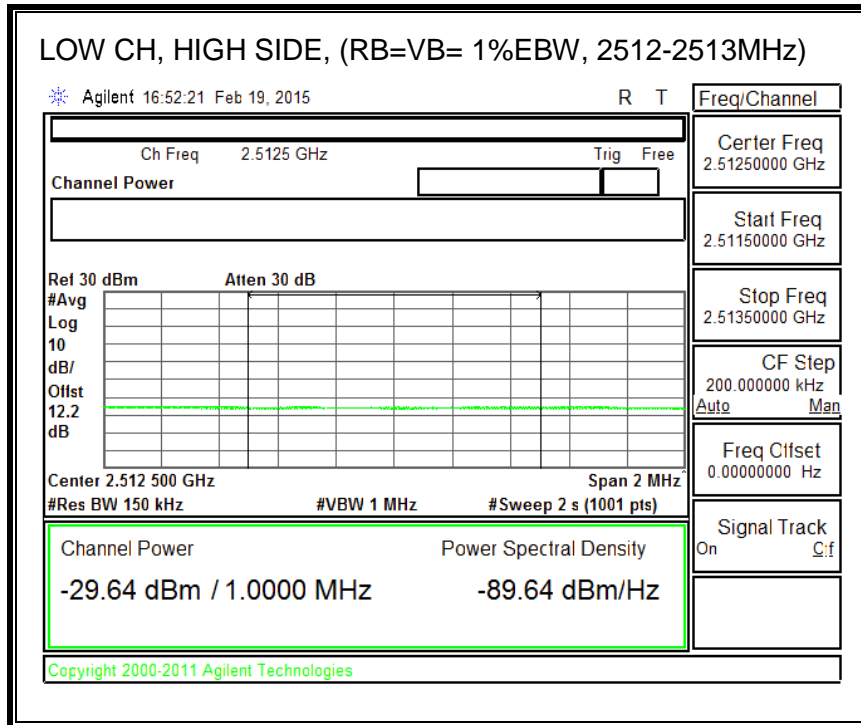 LOW CH, HIGH SIDE, (RB=VB= 1%EBW, 2512-2513MHz)
Agilent 16:52:21 Feb 19, 2015 R T
Freq/Channel
Ch Freq 2.5125 GHz Trig Free
Channel Power
Center Freq
2.51250000 GHz
Start Freq
2.51150000 GHz
Stop Freq
2.51350000 GHz
CF Step
200.000000 kHz
Auto Man
Freq Offset
0.00000000 Hz
Signal Track
On Off
Ref 30 dBm Atten 30 dB
#Avg
Log
10
dB/
Offst
12.2
dB
Center 2.512 500 GHz Span 2 MHz
#Res BW 150 kHz #VBW 1 MHz #Sweep 2 s (1001 pts)
Channel Power Power Spectral Density
-29.64 dBm / 1.0000 MHz -89.64 dBm/Hz
Copyright 2000-2011 Agilent Technologies